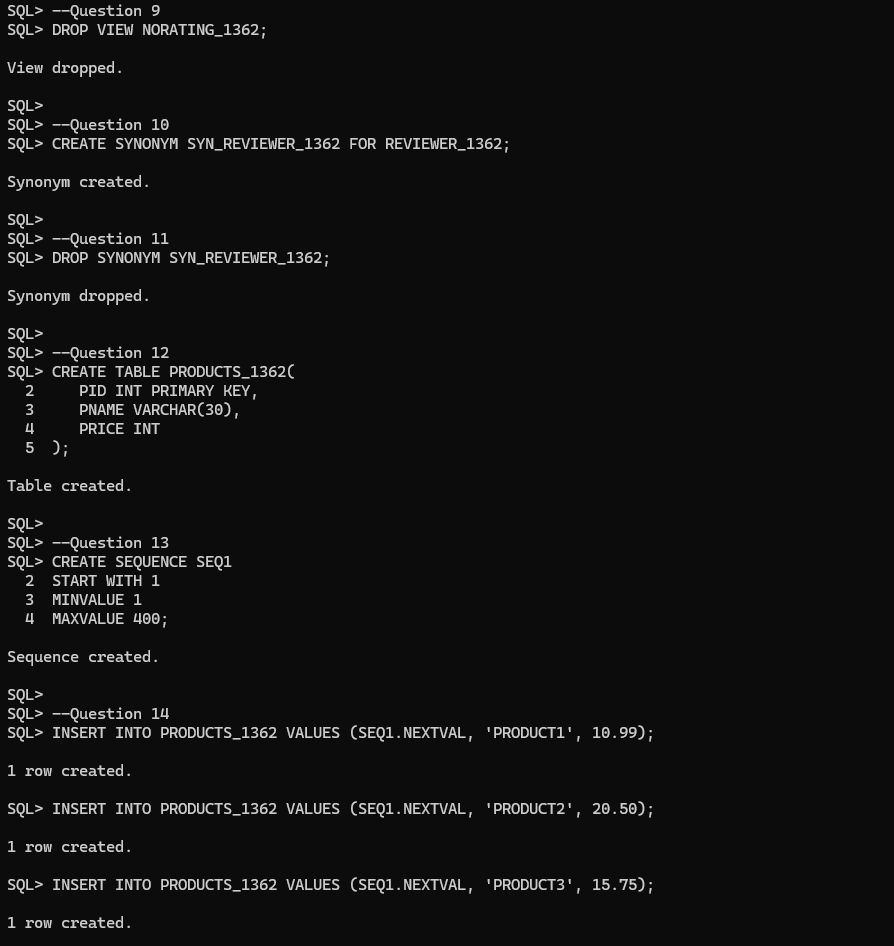 SQL> --Question 9
SQL> DROP VIEW NORATING_1362;
View dropped.
SQL>
SQL> --Question 10
SQL> CREATE SYNONYM SYN_REVIEWER_1362 FOR REVIEWER_1362;
Synonym created.
SQL>
SQL> --Question 11
SQL> DROP SYNONYM SYN_REVIEWER_1362;
Synonym dropped.
SQL>
SQL> --Question 12
SQL> CREATE TABLE PRODUCTS_1362(
  2     PID INT PRIMARY KEY,
  3     PNAME VARCHAR(30),
  4     PRICE INT
  5  );
Table created.
SQL>
SQL> --Question 13
SQL> CREATE SEQUENCE SEQ1
  2  START WITH 1
  3  MINVALUE 1
  4  MAXVALUE 400;
Sequence created.
SQL>
SQL> --Question 14
SQL> INSERT INTO PRODUCTS_1362 VALUES (SEQ1.NEXTVAL, 'PRODUCT1', 10.99);
1 row created.
SQL> INSERT INTO PRODUCTS_1362 VALUES (SEQ1.NEXTVAL, 'PRODUCT2', 20.50);
1 row created.
SQL> INSERT INTO PRODUCTS_1362 VALUES (SEQ1.NEXTVAL, 'PRODUCT3', 15.75);
1 row created.